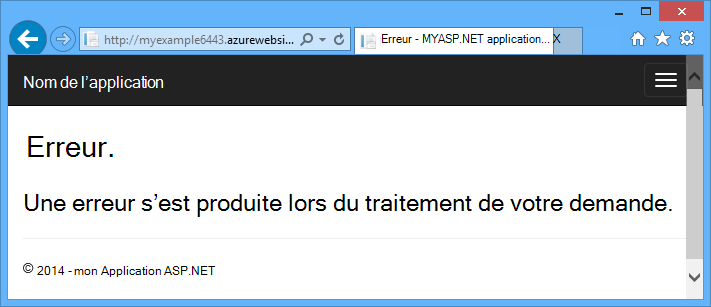 http://myexample6443.azurewebsi...
Erreur - MYASP.NET application... X
Nom de l’application
Erreur.
Une erreur s’est produite lors du traitement de votre demande.
© 2014 - mon Application ASP.NET